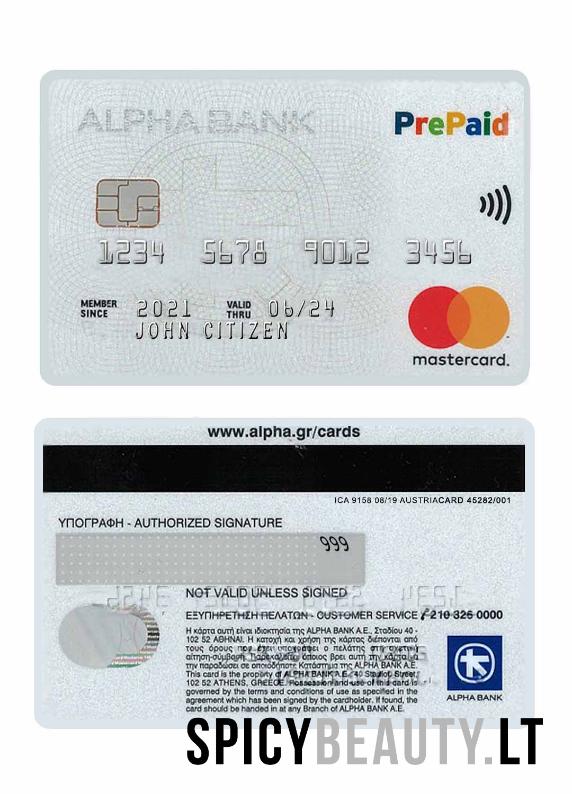 ALPHA BANK
PrePaid
1234 5678 9012 3456
MEMBER SINCE 2021 VALID THRU 06/24
JOHN CITIZEN
mastercard.
www.alpha.gr/cards
ICA 9158 08/19 AUSTRIACARD 45282/001
ΥΠΟΓΡΑΦΗ - AUTHORIZED SIGNATURE
999
NOT VALID UNLESS SIGNED
ΕΞΥΠΗΡΕΤΗΣΗ ΠΕΛΑΤΩΝ - CUSTOMER SERVICE 210 326 0000
Η κάρτα αυτή είναι ιδιοκτησία της ALPHA BANK A.E., Σταδίου 40 -
102 52 ΑΘΗΝΑΙ. Η κατοχή και χρήση της κάρτας διέπονται από
τους όρους που έχει υπογράψει ο πελάτης στη σχετική
αίτηση-σύμβαση. Παρακαλείται όποιος βρει αυτή την κάρτα να
την παραδώσει σε οποιοδήποτε Κατάστημα της ALPHA BANK A.E.
This card is the property of ALPHA BANK A.E., 40 Stadiou Street,
102 52 ATHENS, GREECE. Possession and use of this card is
governed by the terms and conditions of use as specified in the
agreement which has been signed by the cardholder. If found, the
card should be handed in at any Branch of ALPHA BANK A.E.
ALPHA BANK
SPICYBEAUTY.LT